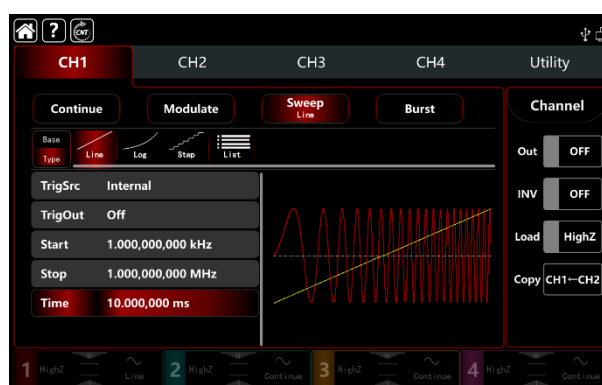 ? CNT
CH1 CH2 CH3 CH4 Utility
Continue Modulate Sweep Line Burst Channel
Base Type Line Log Step List
Out OFF
TrigSrc Internal
INV OFF
TrigOut Off
Load HighZ
Start 1.000,000,000 kHz
Stop 1.000,000,000 MHz
Copy CH1←CH2
Time 10.000,000 ms
1 HighZ Line 2 HighZ Continue 3 HighZ Continue 4 HighZ Continue